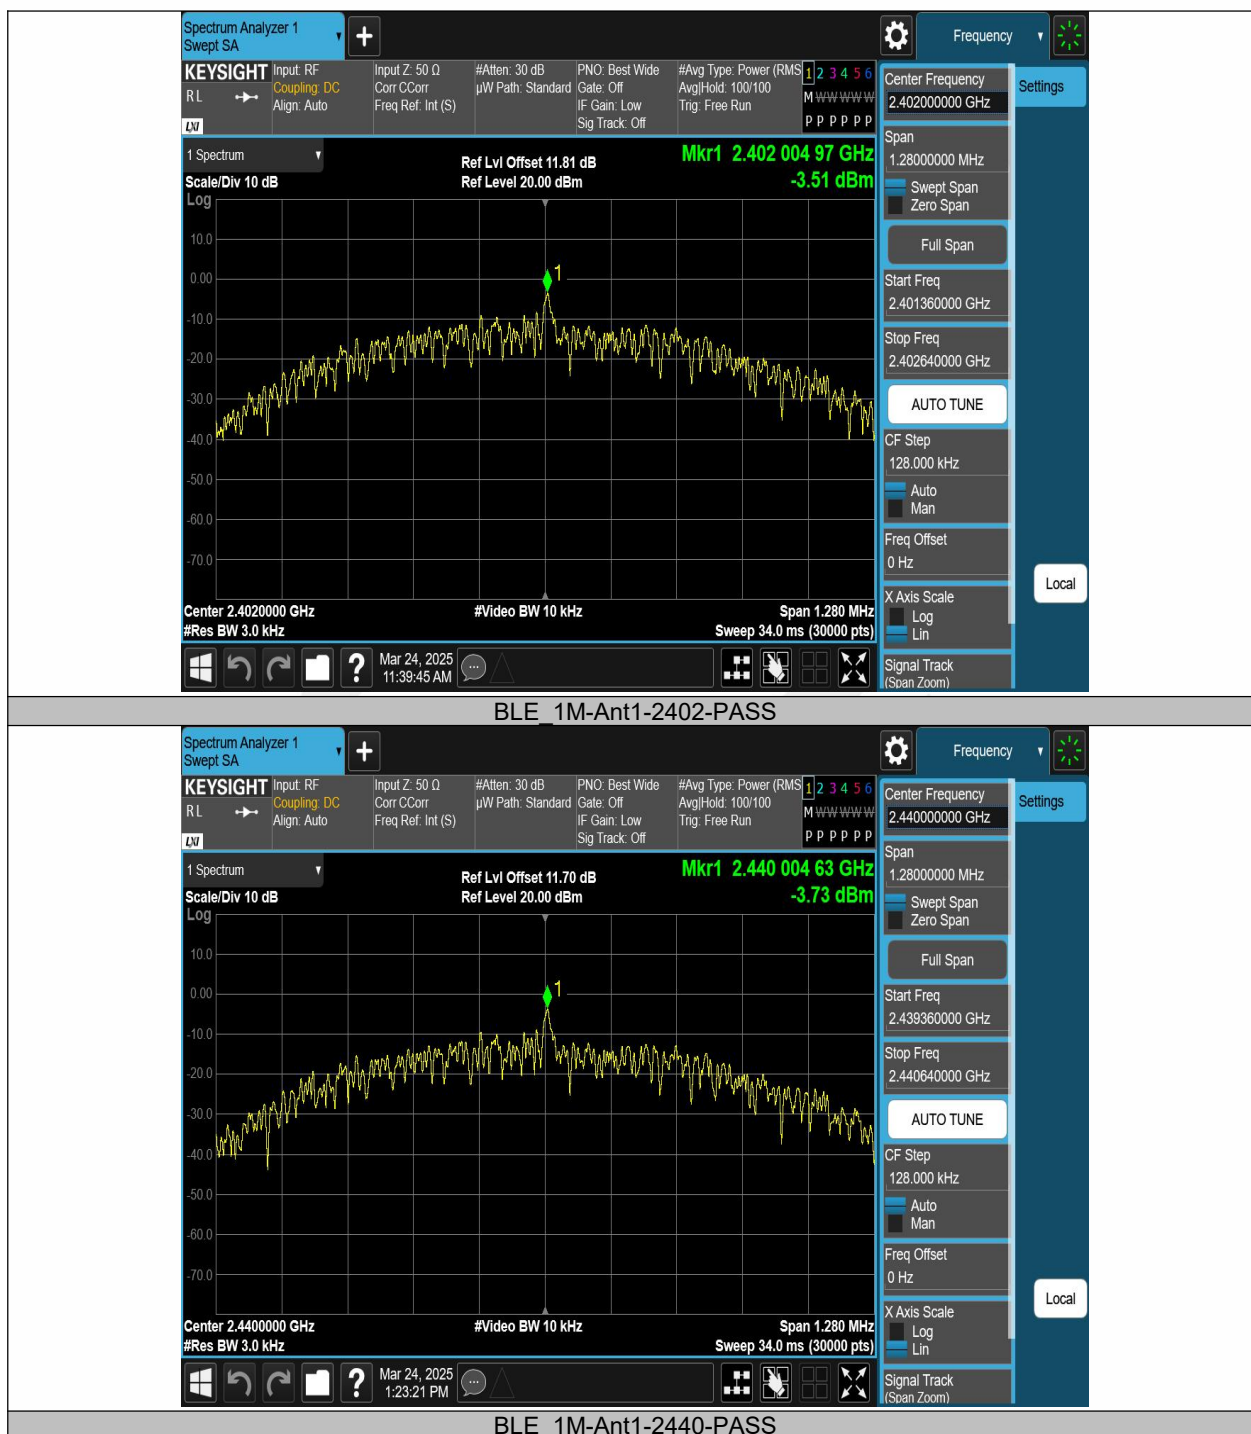 Spectrum Analyzer 1
Swept SA
Frequency
KEYSIGHT
RL
LXI
Input: RF
Coupling: DC
Align: Auto
Input Z: 50 Ω
Corr CCorr
Freq Ref: Int (S)
#Atten: 30 dB
µW Path: Standard
PNO: Best Wide
Gate: Off
IF Gain: Low
Sig Track: Off
#Avg Type: Power (RMS
Avg|Hold: 100/100
Trig: Free Run
1 2 3 4 5 6
M W W W W W
P P P P P P
1 Spectrum
Scale/Div 10 dB
Ref Lvl Offset 11.81 dB
Ref Level 20.00 dBm
Mkr1 2.402 004 97 GHz
-3.51 dBm
Log
10.0
0.00
-10.0
-20.0
-30.0
-40.0
-50.0
-60.0
-70.0
1
Center 2.4020000 GHz
#Res BW 3.0 kHz
#Video BW 10 kHz
Span 1.280 MHz
Sweep 34.0 ms (30000 pts)
Mar 24, 2025
11:39:45 AM
Center Frequency
2.402000000 GHz
Settings
Span
1.28000000 MHz
Swept Span
Zero Span
Full Span
Start Freq
2.401360000 GHz
Stop Freq
2.402640000 GHz
AUTO TUNE
CF Step
128.000 kHz
Auto
Man
Freq Offset
0 Hz
Local
X Axis Scale
Log
Lin
Signal Track
(Span Zoom)
BLE_1M-Ant1-2402-PASS
Spectrum Analyzer 1
Swept SA
Frequency
KEYSIGHT
RL
LXI
Input: RF
Coupling: DC
Align: Auto
Input Z: 50 Ω
Corr CCorr
Freq Ref: Int (S)
#Atten: 30 dB
µW Path: Standard
PNO: Best Wide
Gate: Off
IF Gain: Low
Sig Track: Off
#Avg Type: Power (RMS
Avg|Hold: 100/100
Trig: Free Run
1 2 3 4 5 6
M W W W W W
P P P P P P
1 Spectrum
Scale/Div 10 dB
Ref Lvl Offset 11.70 dB
Ref Level 20.00 dBm
Mkr1 2.440 004 63 GHz
-3.73 dBm
Log
10.0
0.00
-10.0
-20.0
-30.0
-40.0
-50.0
-60.0
-70.0
1
Center 2.4400000 GHz
#Res BW 3.0 kHz
#Video BW 10 kHz
Span 1.280 MHz
Sweep 34.0 ms (30000 pts)
Mar 24, 2025
1:23:21 PM
Center Frequency
2.440000000 GHz
Settings
Span
1.28000000 MHz
Swept Span
Zero Span
Full Span
Start Freq
2.439360000 GHz
Stop Freq
2.440640000 GHz
AUTO TUNE
CF Step
128.000 kHz
Auto
Man
Freq Offset
0 Hz
Local
X Axis Scale
Log
Lin
Signal Track
(Span Zoom)
BLE_1M-Ant1-2440-PASS